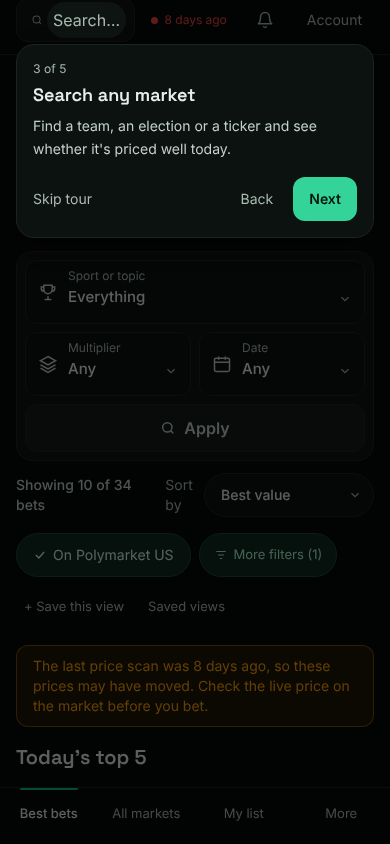 Search...
8 days ago
Account
3 of 5
Search any market
Find a team, an election or a ticker and see
whether it's priced well today.
Skip tour
Back
Next
Sport or topic
Everything
Multiplier
Any
Date
Any
Apply
Showing 10 of 34
bets
Sort
by
Best value
On Polymarket US
More filters (1)
+ Save this view
Saved views
The last price scan was 8 days ago, so these
prices may have moved. Check the live price on
the market before you bet.
Today's top 5
Best bets
All markets
My list
More